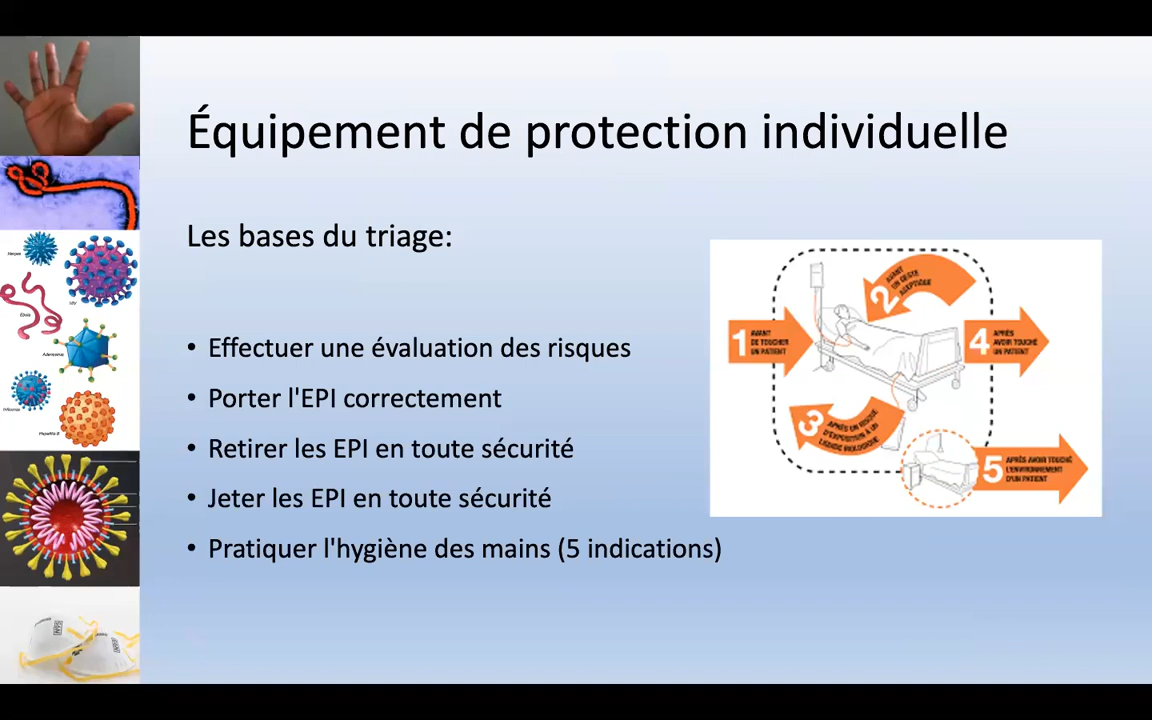 Équipement de protection individuelle
Les bases du triage:
• Effectuer une évaluation des risques
• Porter l'EPI correctement
• Retirer les EPI en toute sécurité
• Jeter les EPI en toute sécurité
• Pratiquer l'hygiène des mains (5 indications)
1
AVANT
DE TOUCHER
UN PATIENT
2
AVANT
UN GESTE
ASEPTIQUE
3
APRÈS UN RISQUE
D'EXPOSITION À UN
LIQUIDE BIOLOGIQUE
4
APRÈS
AVOIR TOUCHÉ
UN PATIENT
5
APRÈS AVOIR TOUCHÉ
L'ENVIRONNEMENT
D'UN PATIENT
Herpes
HIV
Ebola